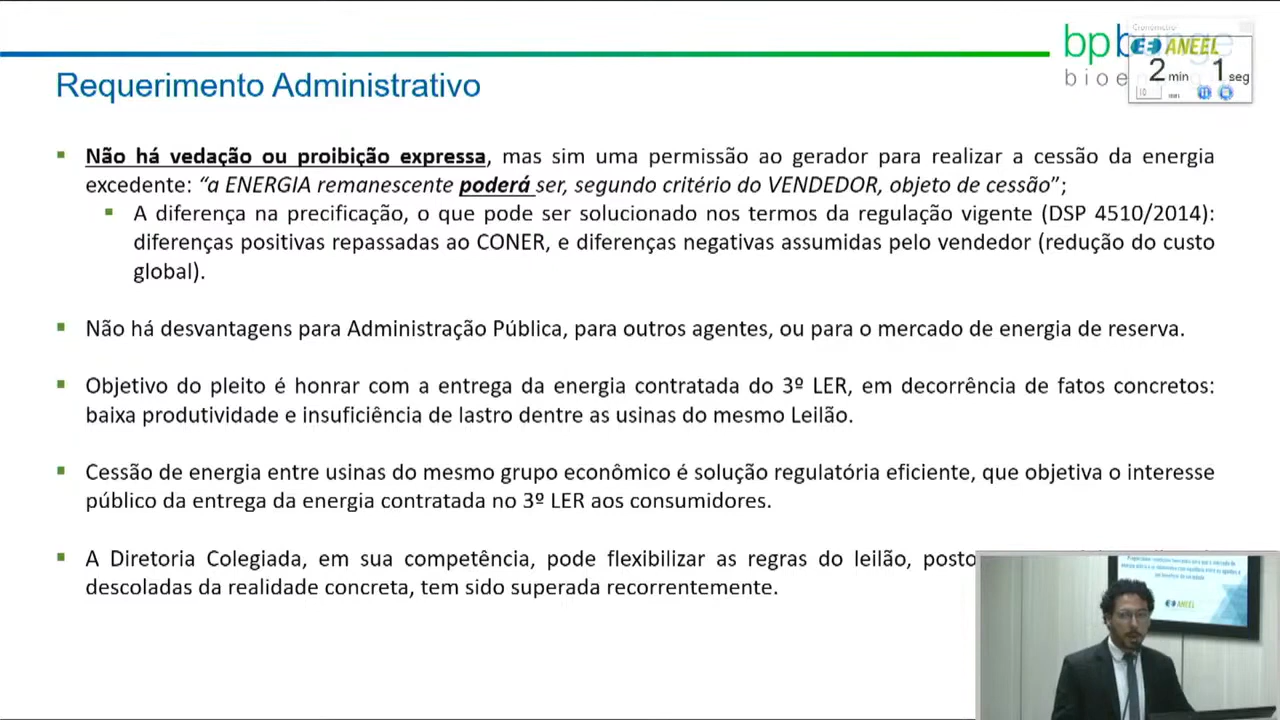 bpbunge
bioe
Cronômetro
ANEEL
2 min 1 seg
10
Requerimento Administrativo
Não há vedação ou proibição expressa, mas sim uma permissão ao gerador para realizar a cessão da energia
excedente: “a ENERGIA remanescente poderá ser, segundo critério do VENDEDOR, objeto de cessão”;
A diferença na precificação, o que pode ser solucionado nos termos da regulação vigente (DSP 4510/2014):
diferenças positivas repassadas ao CONER, e diferenças negativas assumidas pelo vendedor (redução do custo
global).
Não há desvantagens para Administração Pública, para outros agentes, ou para o mercado de energia de reserva.
Objetivo do pleito é honrar com a entrega da energia contratada do 3º LER, em decorrência de fatos concretos:
baixa produtividade e insuficiência de lastro dentre as usinas do mesmo Leilão.
Cessão de energia entre usinas do mesmo grupo econômico é solução regulatória eficiente, que objetiva o interesse
público da entrega da energia contratada no 3º LER aos consumidores.
A Diretoria Colegiada, em sua competência, pode flexibilizar as regras do leilão, posto
descoladas da realidade concreta, tem sido superada recorrentemente.
ANEEL